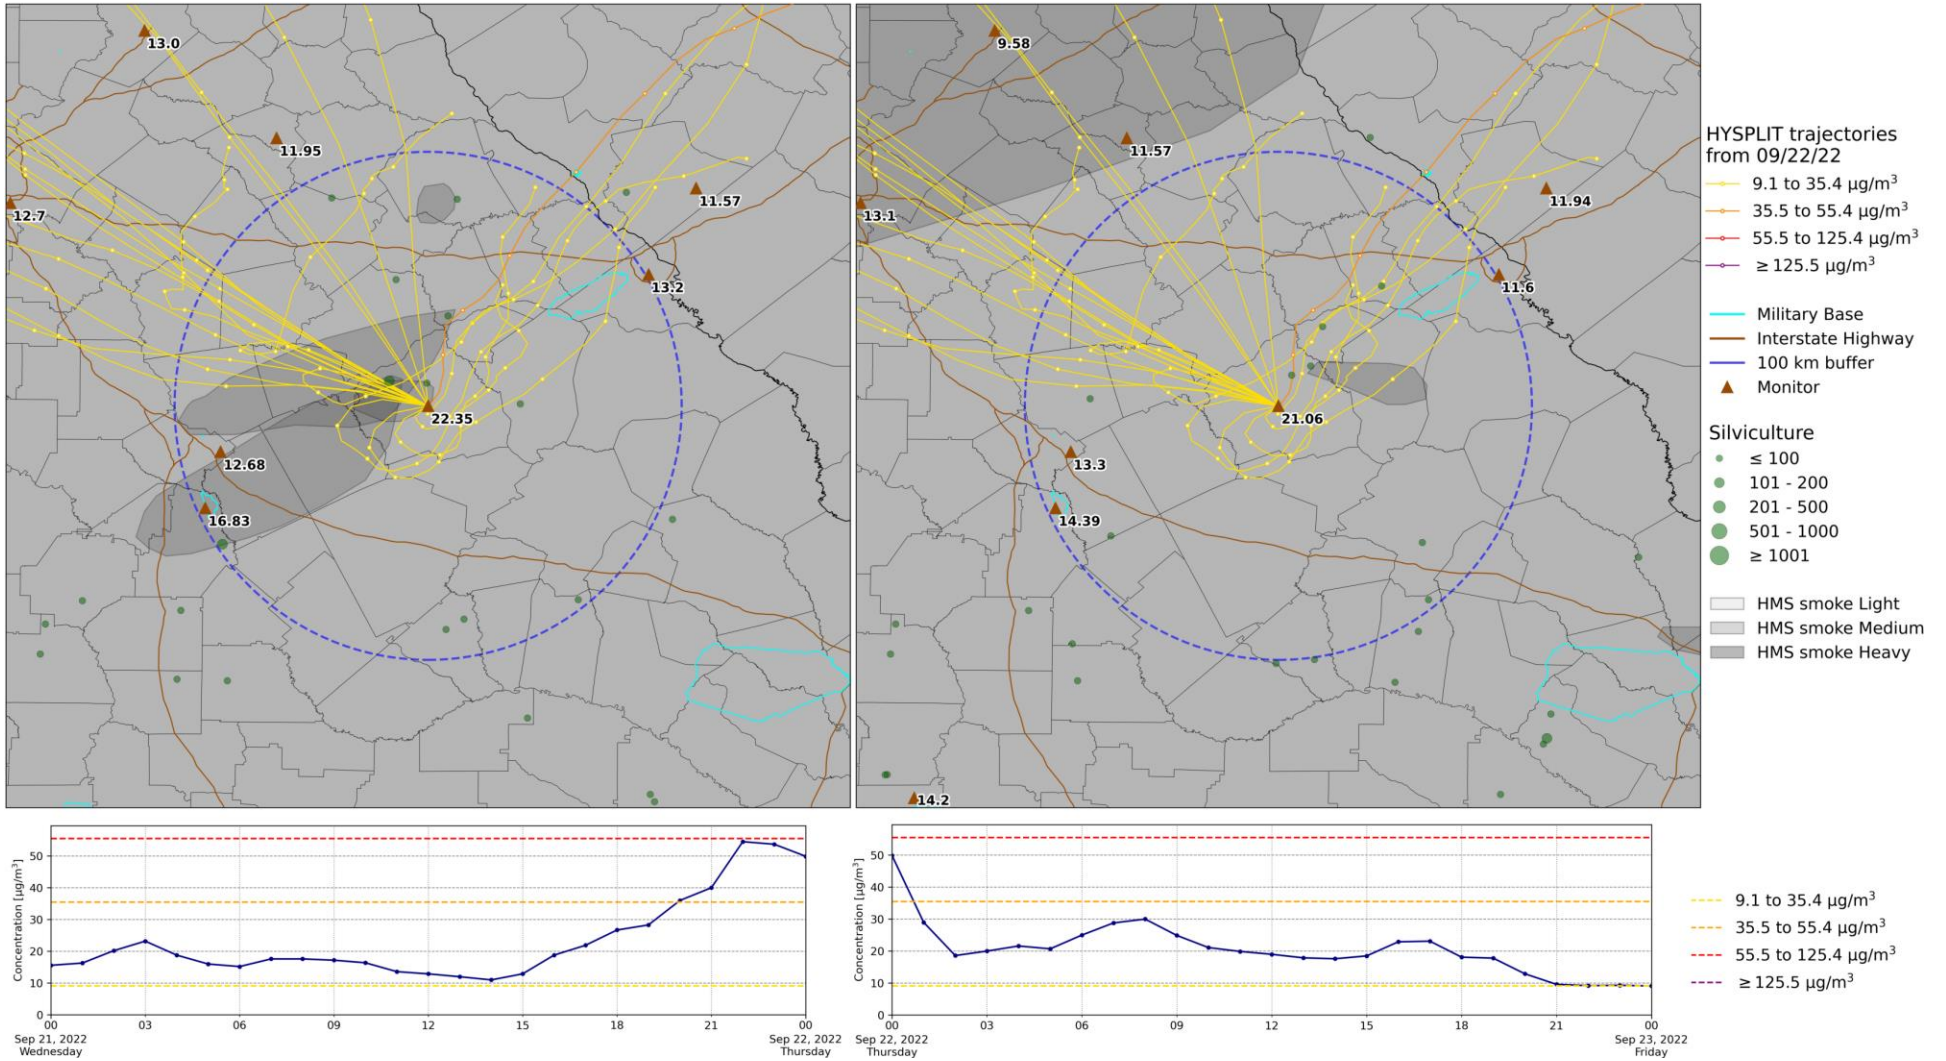 13.0
11.95
12.7
11.57
13.2
22.35
12.68
16.83
9.58
11.57
13.1
11.94
11.6
21.06
13.3
14.39
14.2
HYSPLIT trajectories
from 09/22/22
9.1 to 35.4 μg/m³
35.5 to 55.4 μg/m³
55.5 to 125.4 μg/m³
≥ 125.5 μg/m³
Military Base
Interstate Highway
100 km buffer
Monitor
Silviculture
≤ 100
101 - 200
201 - 500
501 - 1000
≥ 1001
HMS smoke Light
HMS smoke Medium
HMS smoke Heavy
Concentration [μg/m³]
50
40
30
20
10
0
00 03 06 09 12 15 18 21 00
Sep 21, 2022 Sep 22, 2022
Wednesday Thursday
Concentration [μg/m³]
50
40
30
20
10
0
00 03 06 09 12 15 18 21 00
Sep 22, 2022 Sep 23, 2022
Thursday Friday
9.1 to 35.4 μg/m³
35.5 to 55.4 μg/m³
55.5 to 125.4 μg/m³
≥ 125.5 μg/m³